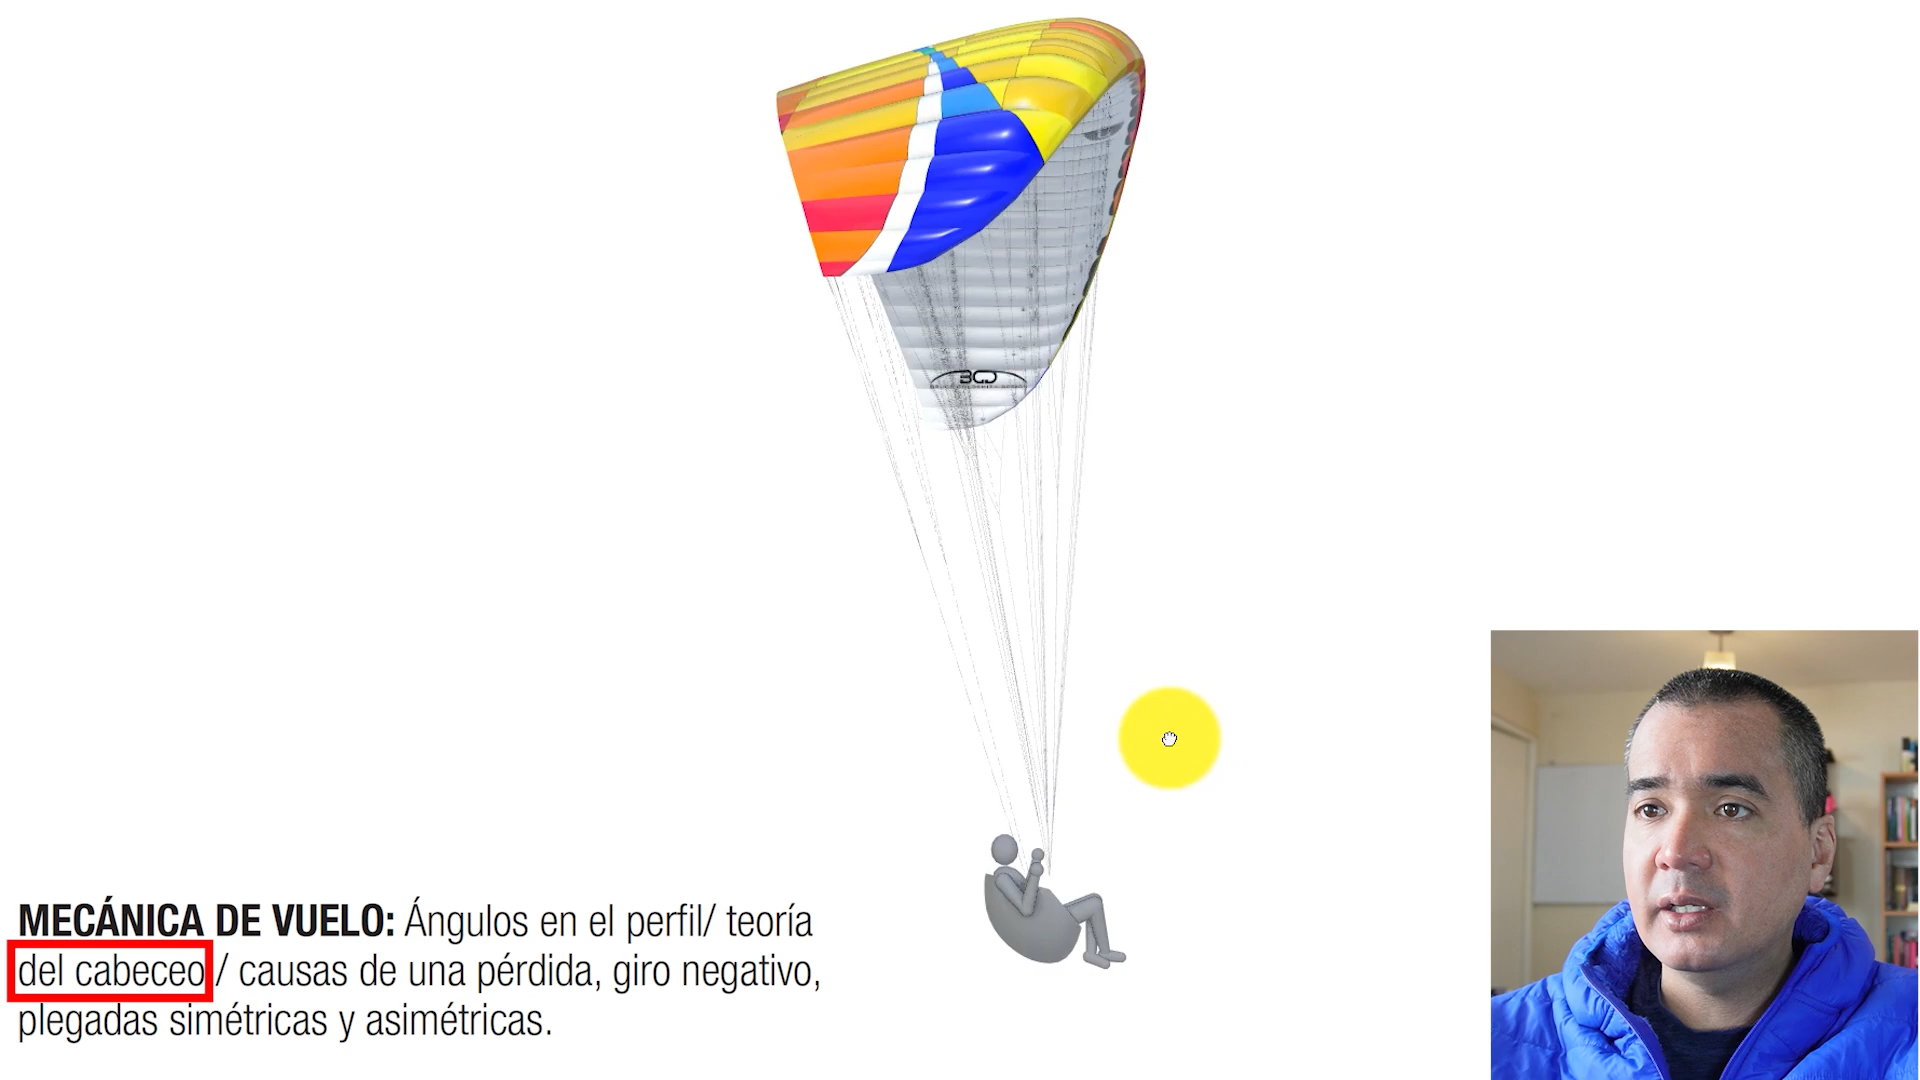 BGD
MECÁNICA DE VUELO: Ángulos en el perfil/ teoría
del cabeceo / causas de una pérdida, giro negativo,
plegadas simétricas y asimétricas.